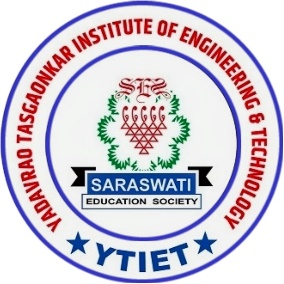 YADAVRAO TASGAONKAR INSTITUTE OF ENGINEERING & TECHNOLOGY
SES
SARASWATI
EDUCATION SOCIETY
YTIET